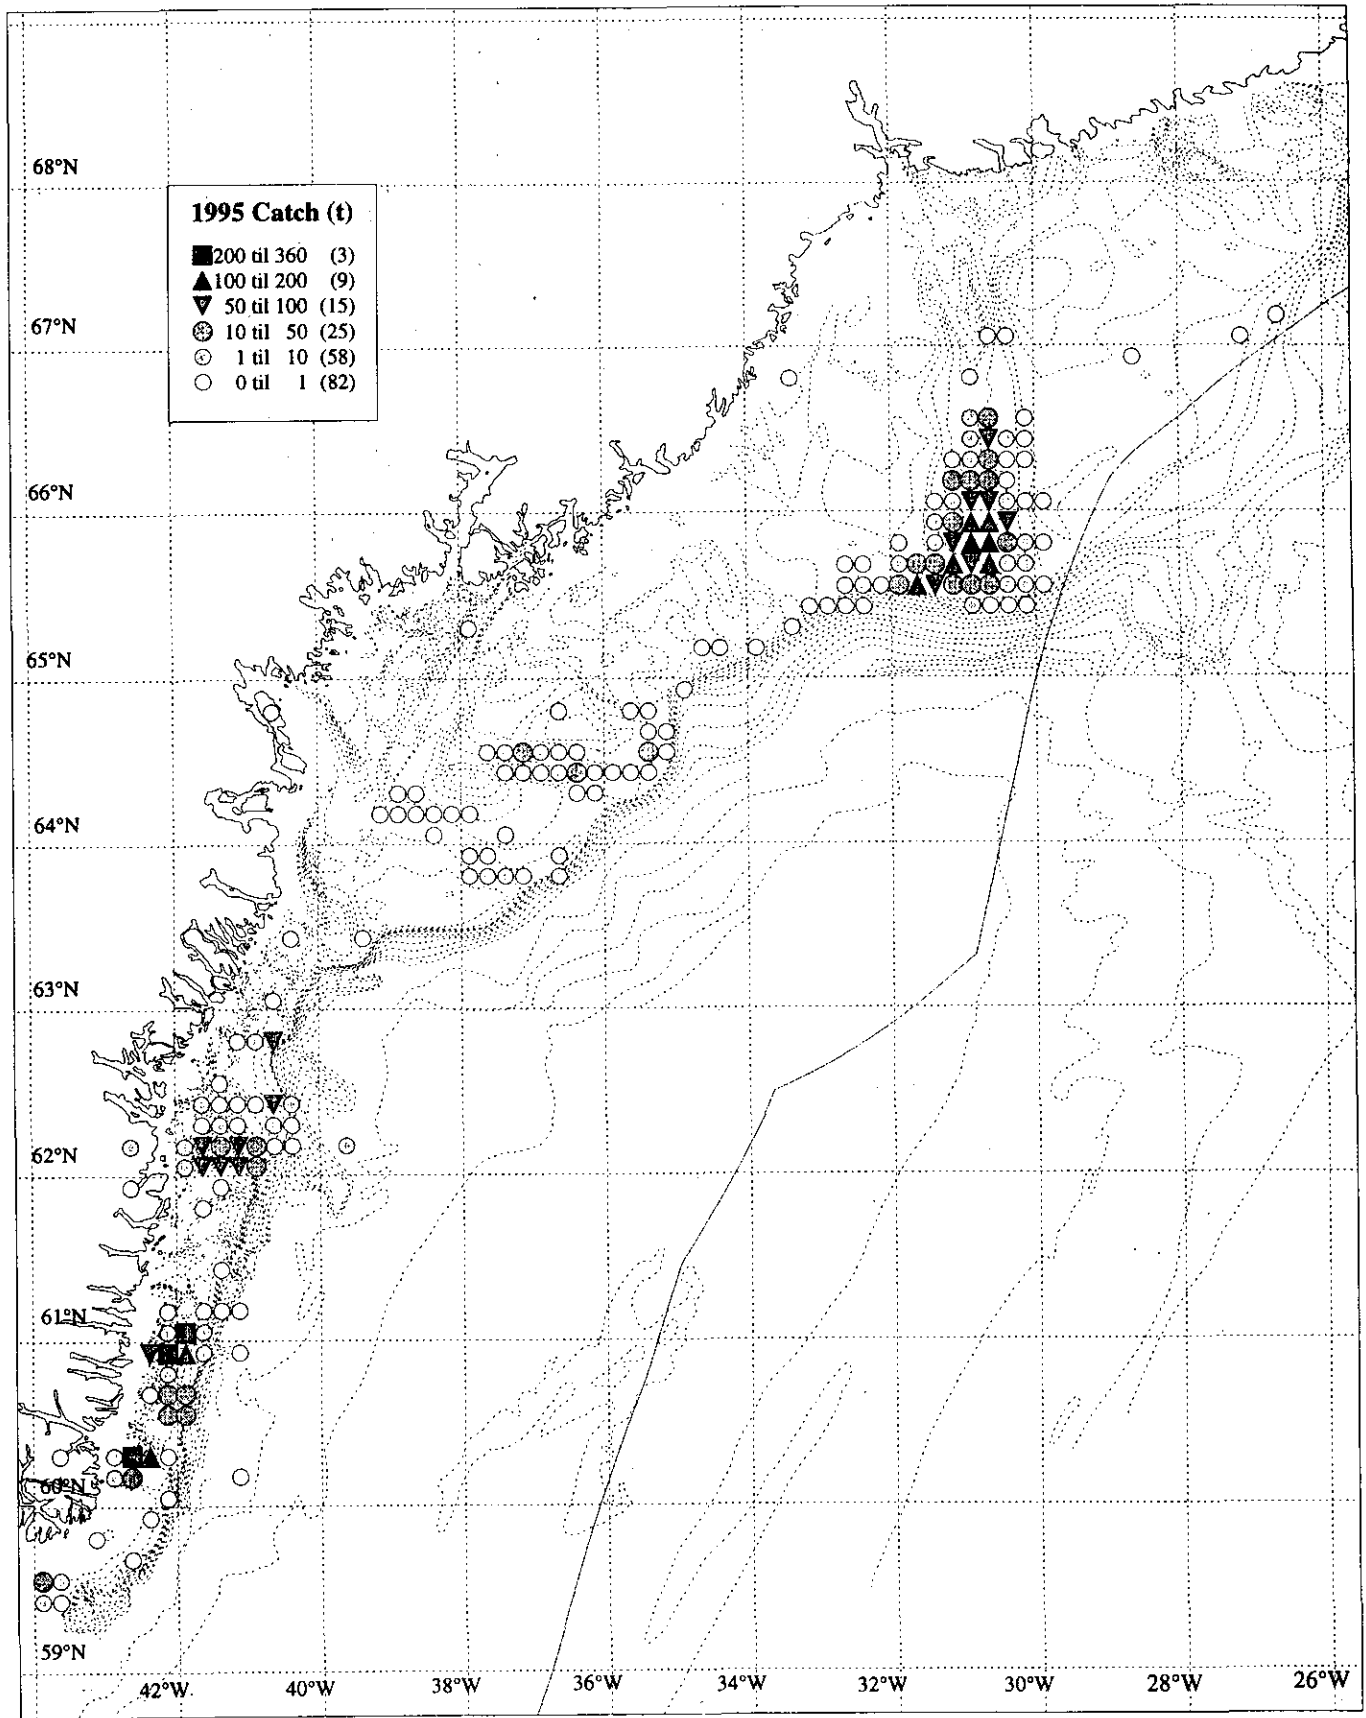 68°N
1995 Catch (t)
200 til 360 (3)
100 til 200 (9)
50 til 100 (15)
10 til 50 (25)
1 til 10 (58)
0 til 1 (82)
67°N
66°N
65°N
64°N
63°N
62°N
61°N
60°N
59°N
42°W 40°W 38°W 36°W 34°W 32°W 30°W 28°W 26°W